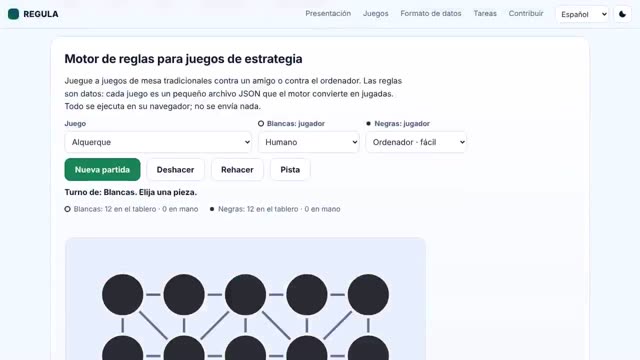 REGULA
Presentación Juegos Formato de datos Tareas Contribuir Español
Motor de reglas para juegos de estrategia
Juegue a juegos de mesa tradicionales contra un amigo o contra el ordenador. Las reglas
son datos: cada juego es un pequeño archivo JSON que el motor convierte en jugadas.
Todo se ejecuta en su navegador; no se envía nada.
Juego Blancas: jugador Negras: jugador
Alquerque Humano Ordenador · fácil
Nueva partida Deshacer Rehacer Pista
Turno de: Blancas. Elija una pieza.
Blancas: 12 en el tablero · 0 en mano Negras: 12 en el tablero · 0 en mano